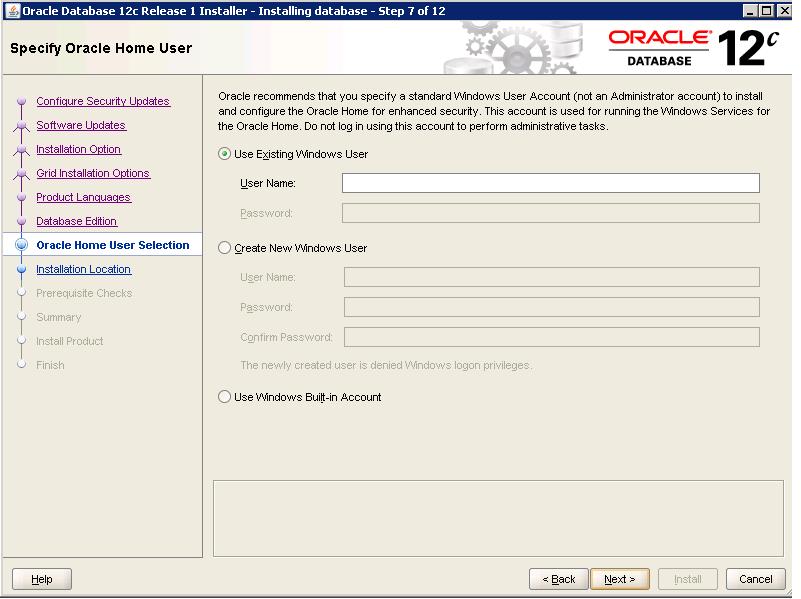 Oracle Database 12c Release 1 Installer - Installing database - Step 7 of 12
Specify Oracle Home User
ORACLE®
DATABASE
12c
Configure Security Updates
Software Updates
Installation Option
Grid Installation Options
Product Languages
Database Edition
Oracle Home User Selection
Installation Location
Prerequisite Checks
Summary
Install Product
Finish
Oracle recommends that you specify a standard Windows User Account (not an Administrator account) to install
and configure the Oracle Home for enhanced security. This account is used for running the Windows Services for
the Oracle Home. Do not log in using this account to perform administrative tasks.
Use Existing Windows User
User Name:
Password:
Create New Windows User
User Name:
Password:
Confirm Password:
The newly created user is denied Windows logon privileges.
Use Windows Built-in Account
Help
< Back
Next >
Install
Cancel